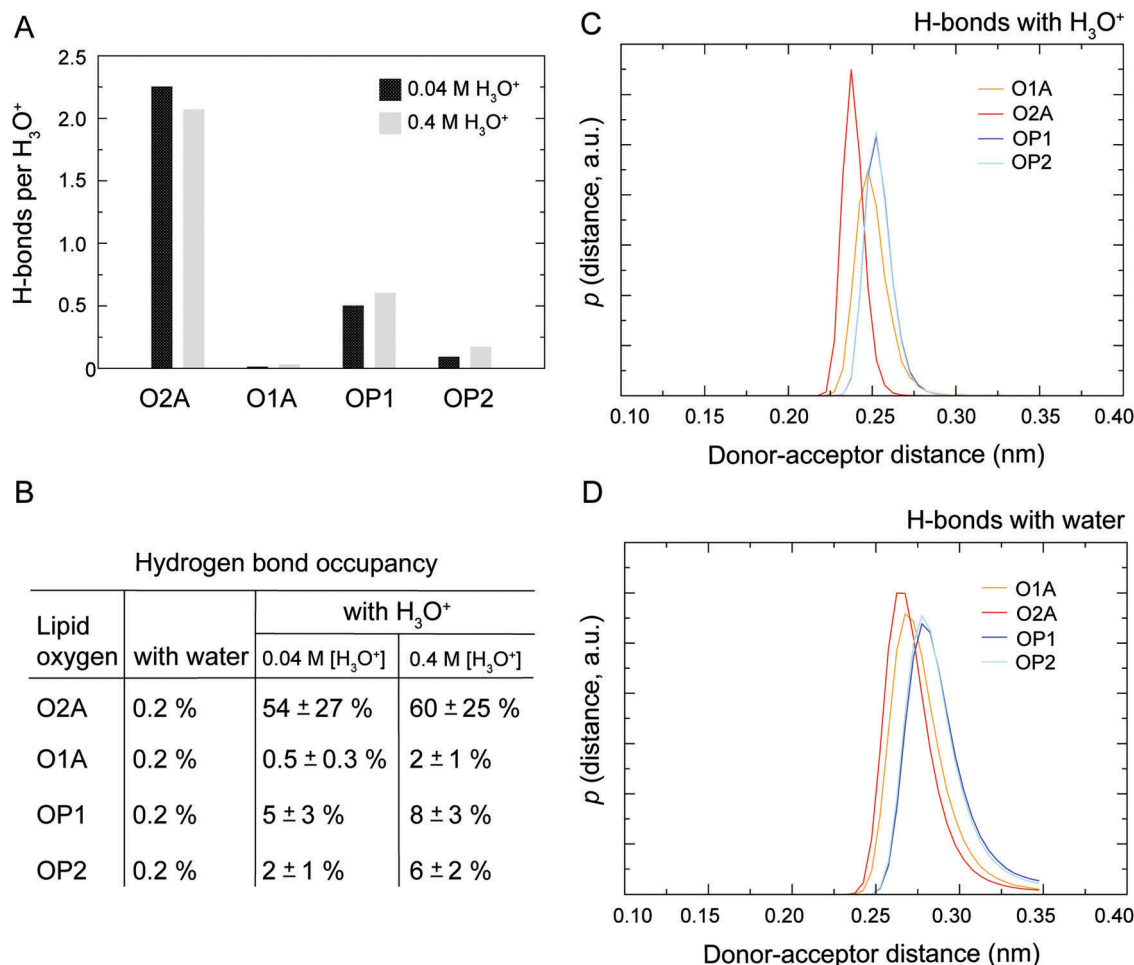 A
H-bonds per H₃O⁺
2.5
2.0
1.5
1.0
0.5
0
0.04 M H₃O⁺
0.4 M H₃O⁺
O2A O1A OP1 OP2
B
Hydrogen bond occupancy
Lipid oxygen
with water
with H₃O⁺
0.04 M [H₃O⁺] 0.4 M [H₃O⁺]
O2A 0.2 % 54 ± 27 % 60 ± 25 %
O1A 0.2 % 0.5 ± 0.3 % 2 ± 1 %
OP1 0.2 % 5 ± 3 % 8 ± 3 %
OP2 0.2 % 2 ± 1 % 6 ± 2 %
C
H-bonds with H₃O⁺
O1A
O2A
OP1
OP2
p (distance, a.u.)
0.10 0.15 0.20 0.25 0.30 0.35 0.40
Donor-acceptor distance (nm)
D
H-bonds with water
O1A
O2A
OP1
OP2
p (distance, a.u.)
0.10 0.15 0.20 0.25 0.30 0.35 0.40
Donor-acceptor distance (nm)